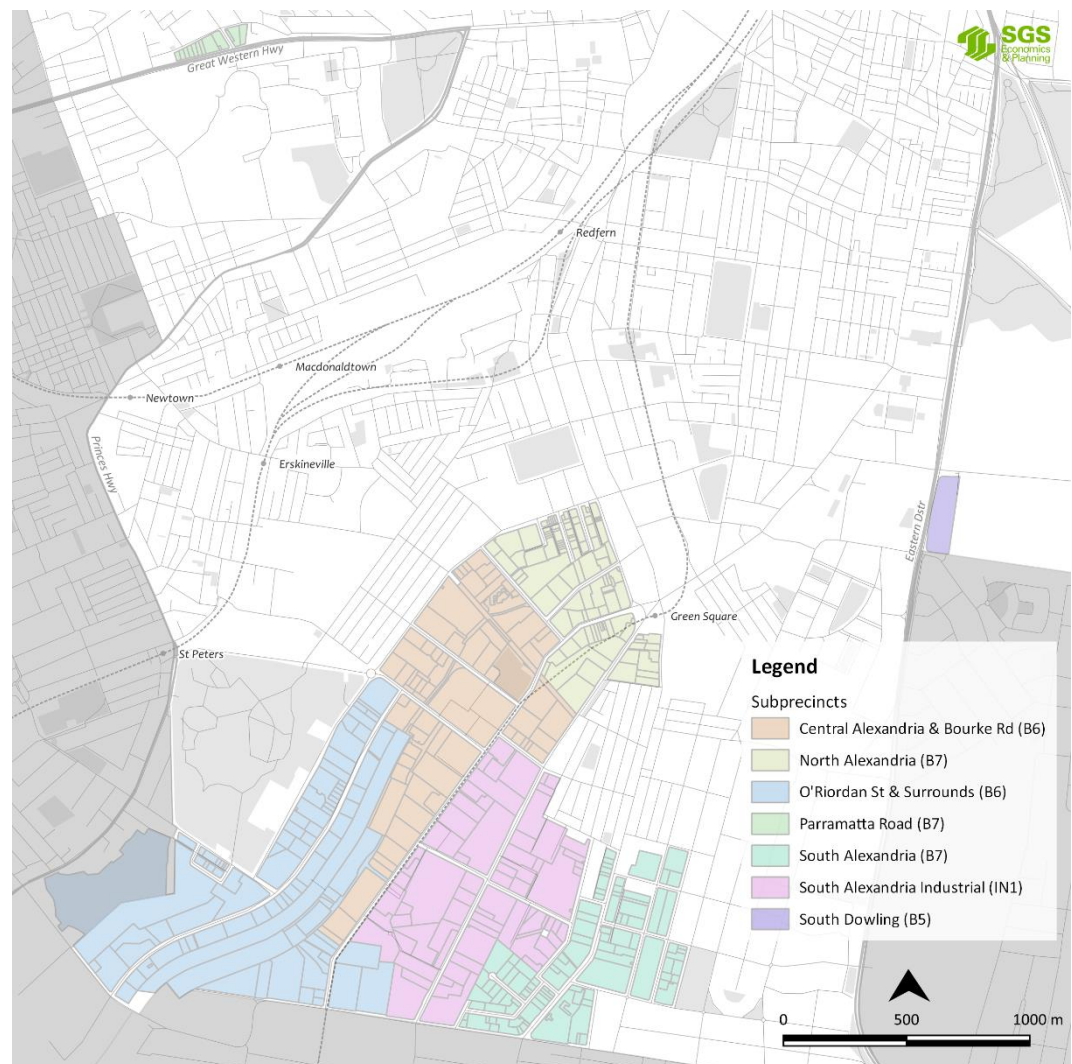 SGS
Economics
& Planning
Great Western Hwy
Redfern
Macdonaldtown
Newtown
Princes Hwy
Erskineville
Eastern Dstr
Green Square
St Peters
Legend
Subprecincts
Central Alexandria & Bourke Rd (B6)
North Alexandria (B7)
O'Riordan St & Surrounds (B6)
Parramatta Road (B7)
South Alexandria (B7)
South Alexandria Industrial (IN1)
South Dowling (B5)
0 500 1000 m